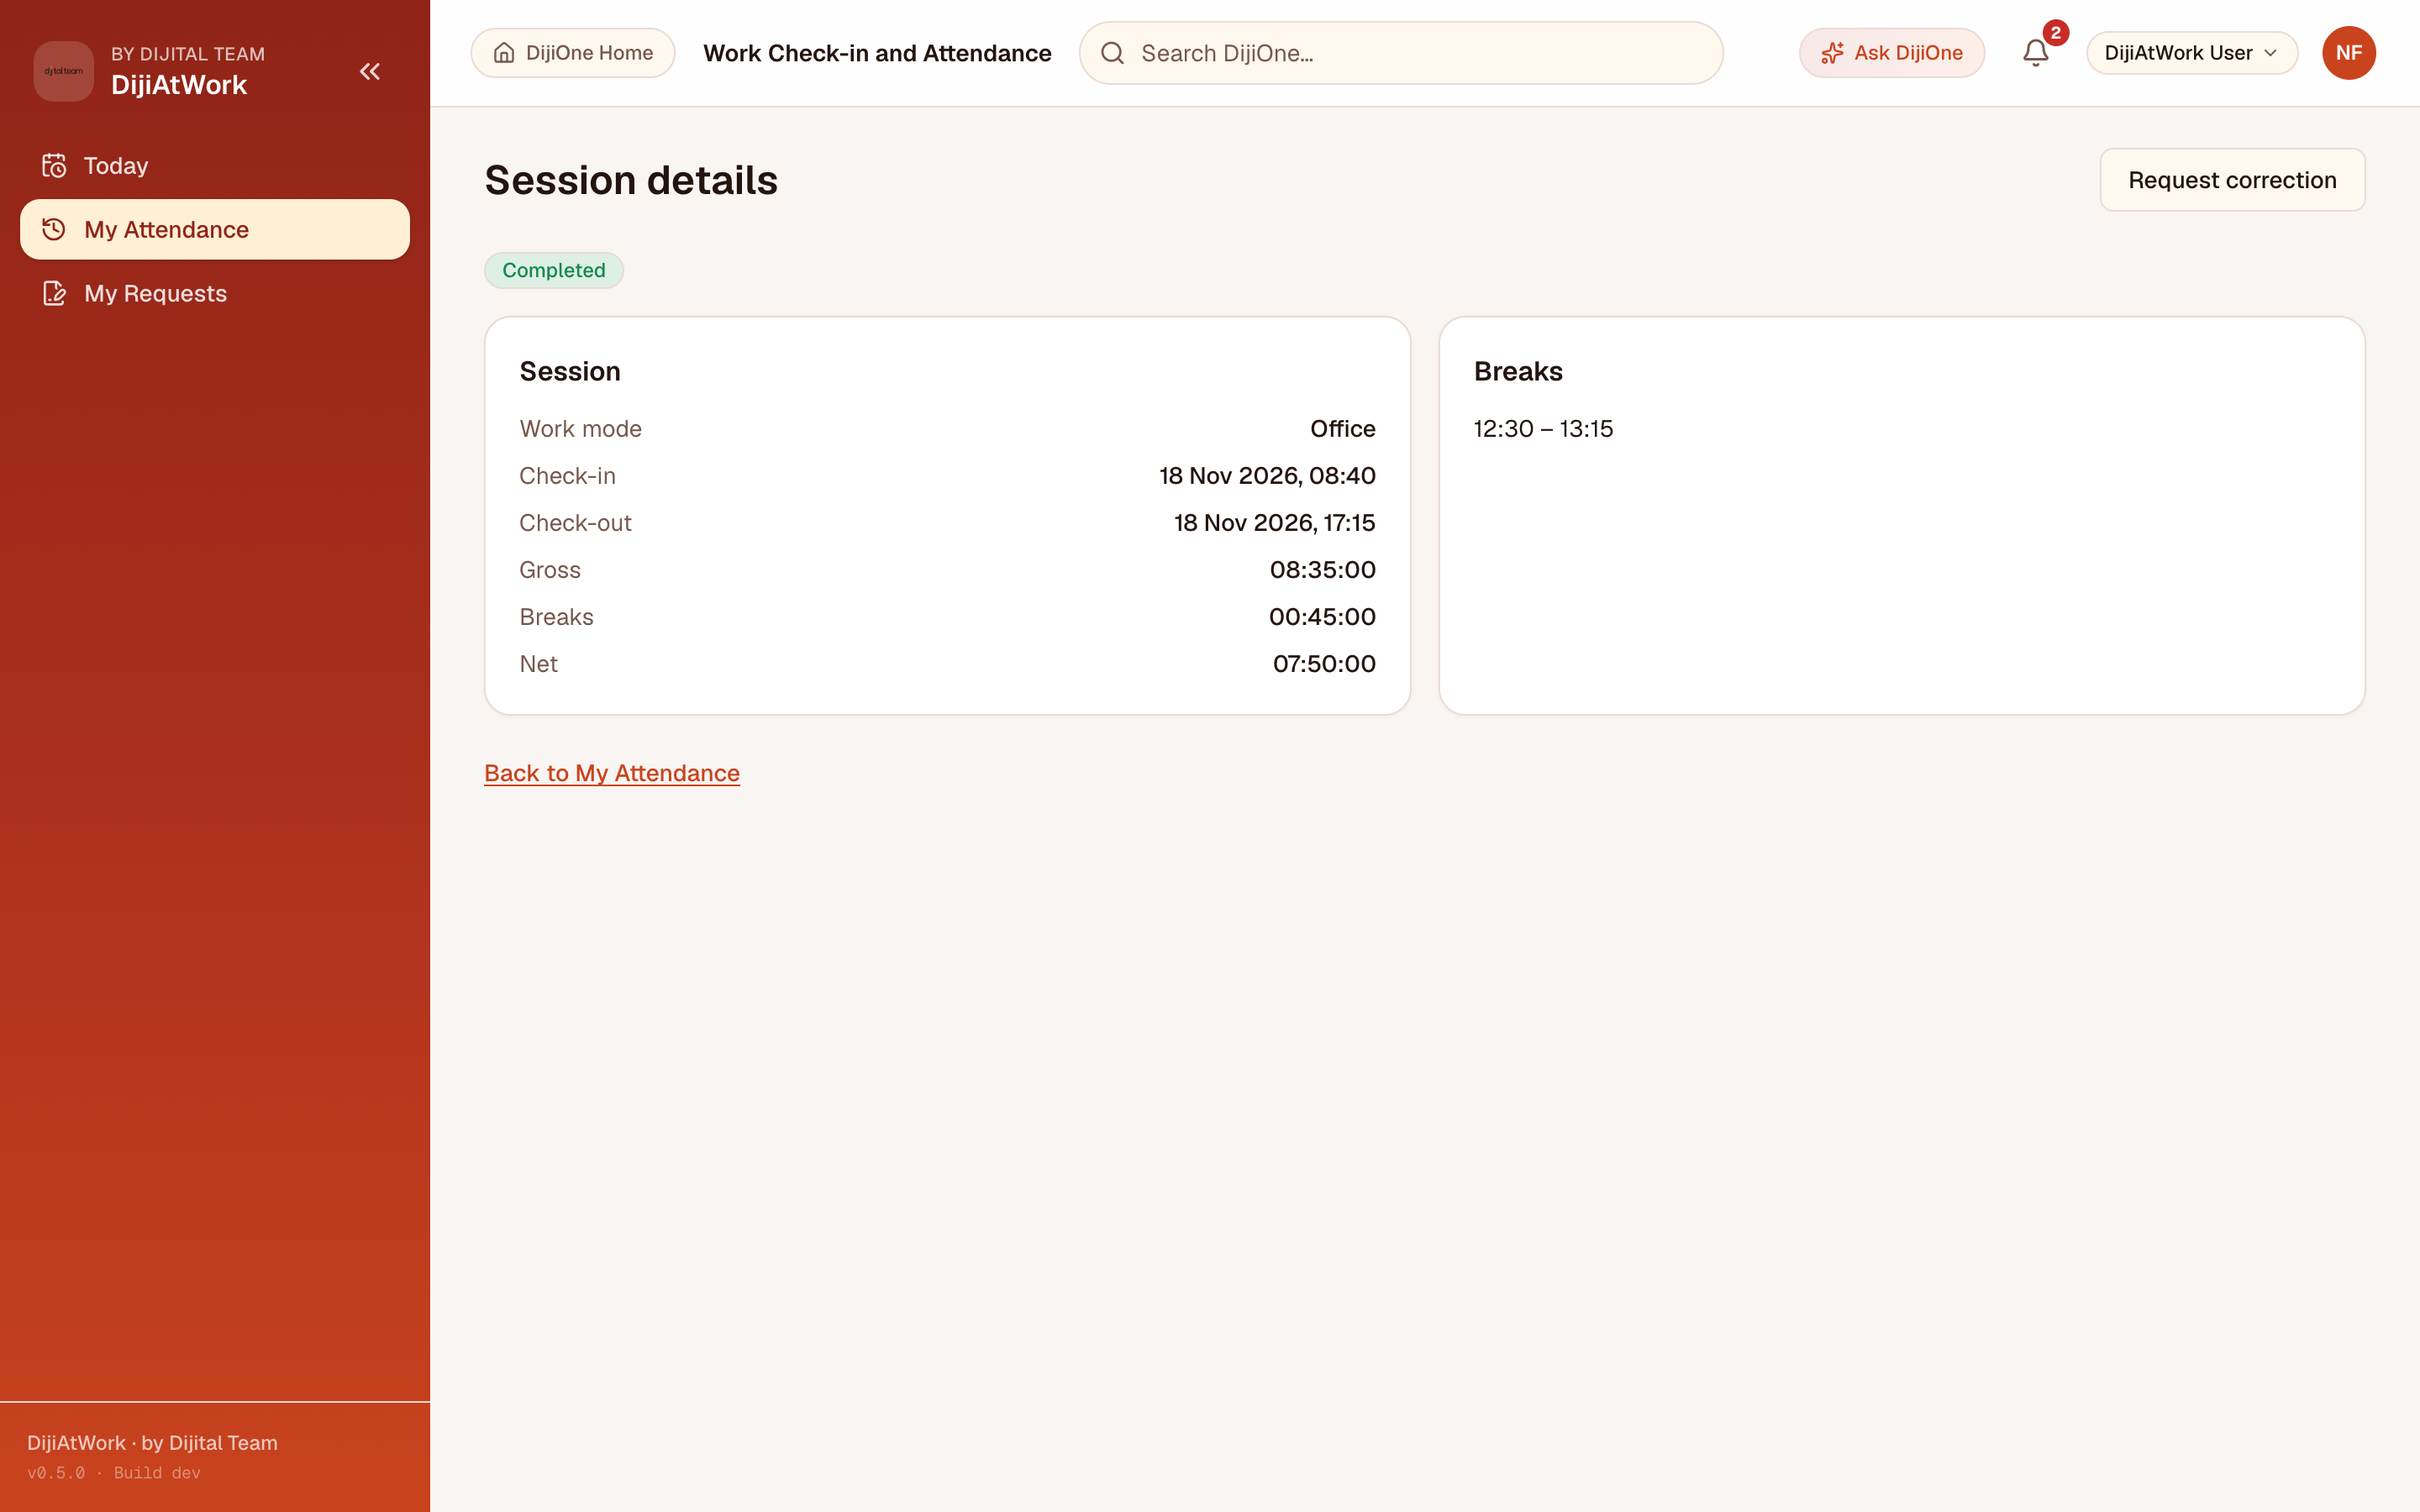 dijital team
BY DIJITAL TEAM
DijiAtWork
Today
My Attendance
My Requests
DijiAtWork · by Dijital Team
v0.5.0 · Build dev
DijiOne Home
Work Check-in and Attendance
Search DijiOne...
Ask DijiOne
2
DijiAtWork User
NF
Session details
Request correction
Completed
Session
Work mode Office
Check-in 18 Nov 2026, 08:40
Check-out 18 Nov 2026, 17:15
Gross 08:35:00
Breaks 00:45:00
Net 07:50:00
Breaks
12:30 – 13:15
Back to My Attendance